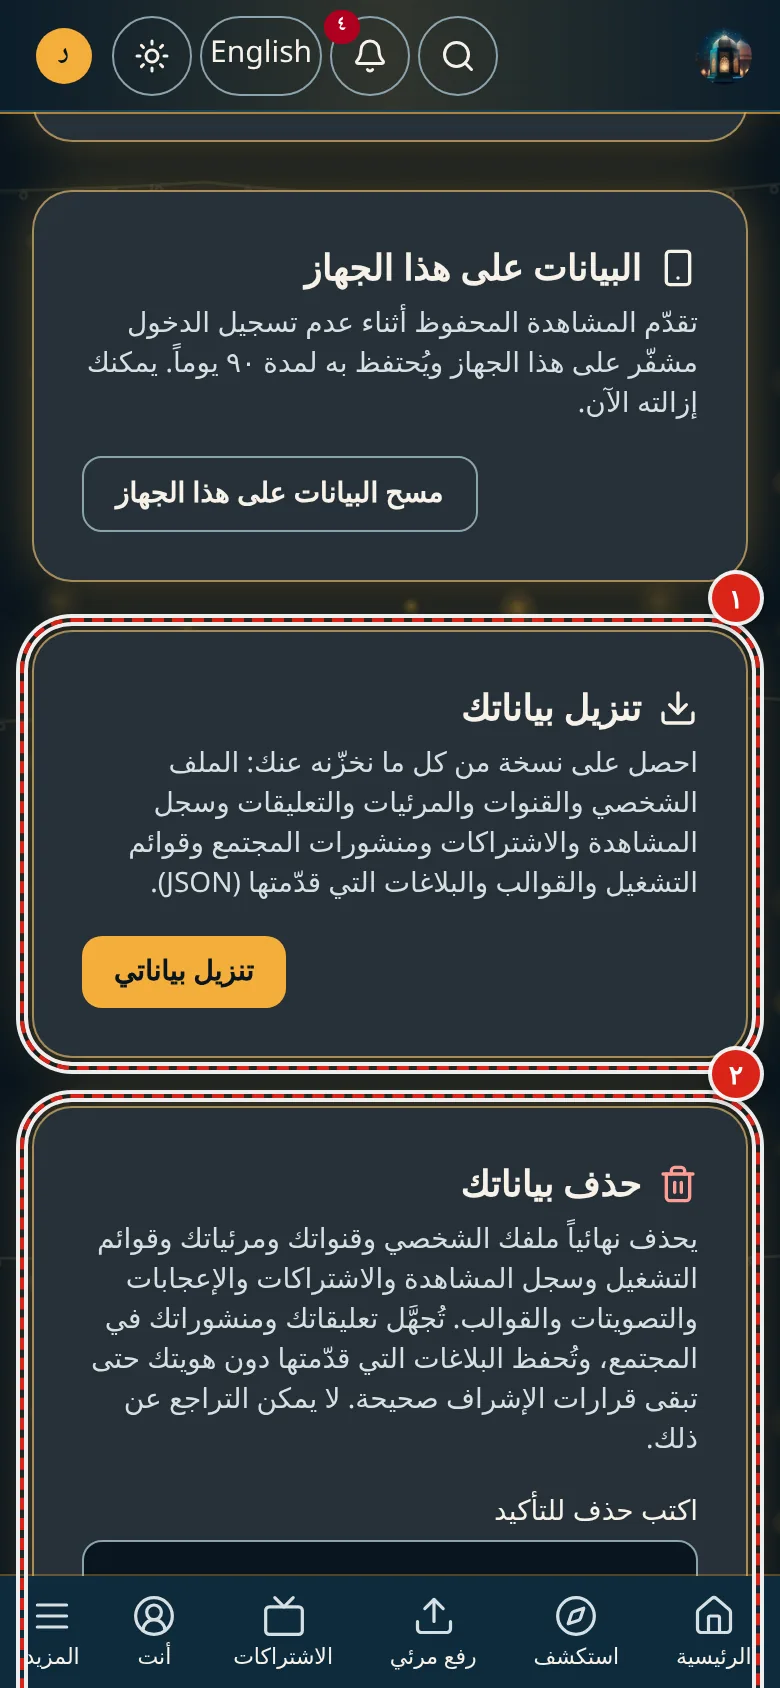 ر
English
٤
البيانات على هذا الجهاز
تقدّم المشاهدة المحفوظ أثناء عدم تسجيل الدخول
مشفّر على هذا الجهاز ويُحتفظ به لمدة ٩٠ يوماً. يمكنك
إزالته الآن.
مسح البيانات على هذا الجهاز
١
تنزيل بياناتك
احصل على نسخة من كل ما نخزّنه عنك: الملف
الشخصي والقنوات والمرئيات والتعليقات وسجل
المشاهدة والاشتراكات ومنشورات المجتمع وقوائم
التشغيل والقوالب والبلاغات التي قدّمتها (JSON).
تنزيل بياناتي
٢
حذف بياناتك
يحذف نهائياً ملفك الشخصي وقنواتك ومرئياتك وقوائم
التشغيل وسجل المشاهدة والاشتراكات والإعجابات
والتصويتات والقوالب. تُجهَّل تعليقاتك ومنشوراتك في
المجتمع، وتُحفظ البلاغات التي قدّمتها دون هويتك حتى
تبقى قرارات الإشراف صحيحة. لا يمكن التراجع عن
ذلك.
اكتب حذف للتأكيد
الرئيسية
استكشف
رفع مرئي
الاشتراكات
أنت
المزيد